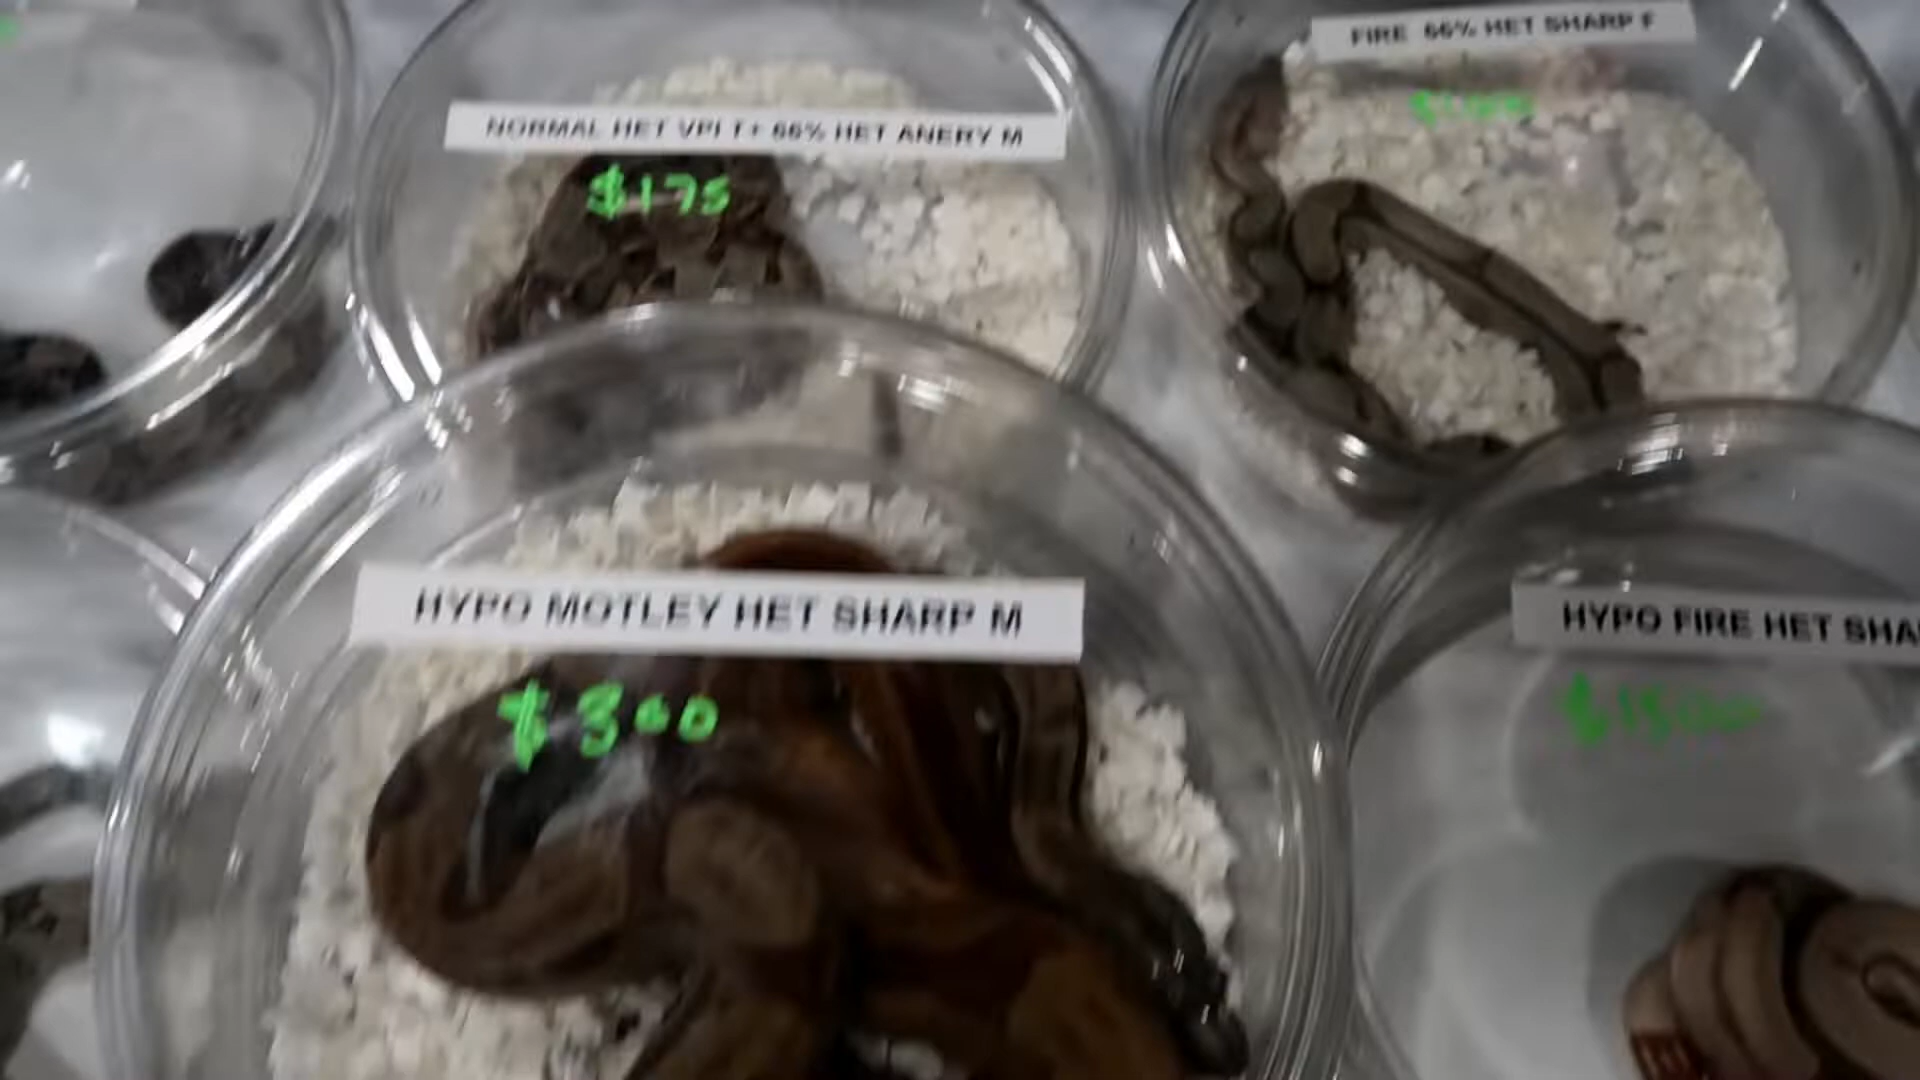 NORMAL HET VPI T+ 66% HET ANERY M
$175
FIRE 66% HET SHARP F
HYPO MOTLEY HET SHARP M
$300
HYPO FIRE HET SHA
$1500